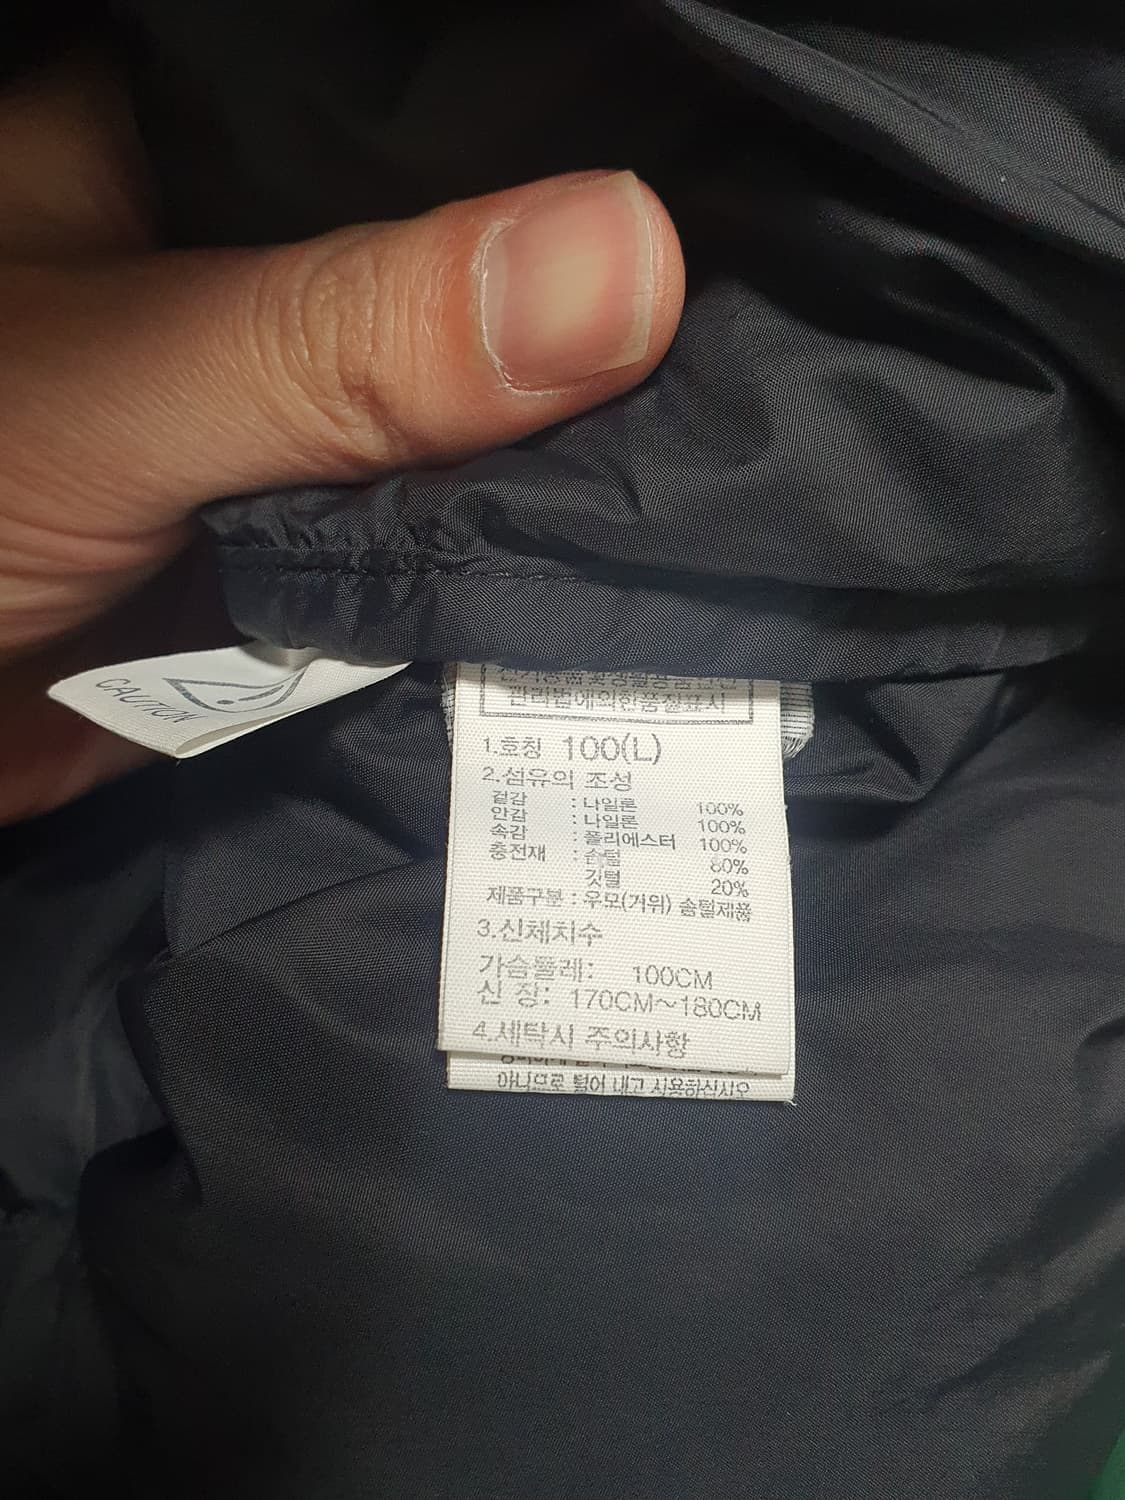 CAUTION
관리법에의한품질표시
1.호칭 100(L)
2.섬유의 조성
겉감 : 나일론 100%
안감 : 나일론 100%
속감 : 폴리에스터 100%
충전재 : 솜털 80%
깃털 20%
제품구분 : 우모(거위) 솜털제품
3.신체치수
가슴둘레: 100CM
신 장: 170CM~180CM
4.세탁시 주의사항
아니므로 털어 내고 사용하십시오